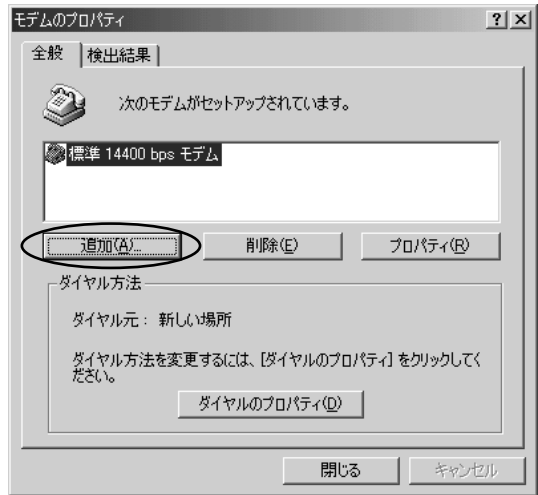 モデムのプロパティ
全般 検出結果
次のモデムがセットアップされています。
標準 14400 bps モデム
追加(A)... 削除(E) プロパティ(R)
ダイヤル方法
ダイヤル元： 新しい場所
ダイヤル方法を変更するには、[ダイヤルのプロパティ] をクリックしてく
ださい。
ダイヤルのプロパティ(D)
閉じる キャンセル